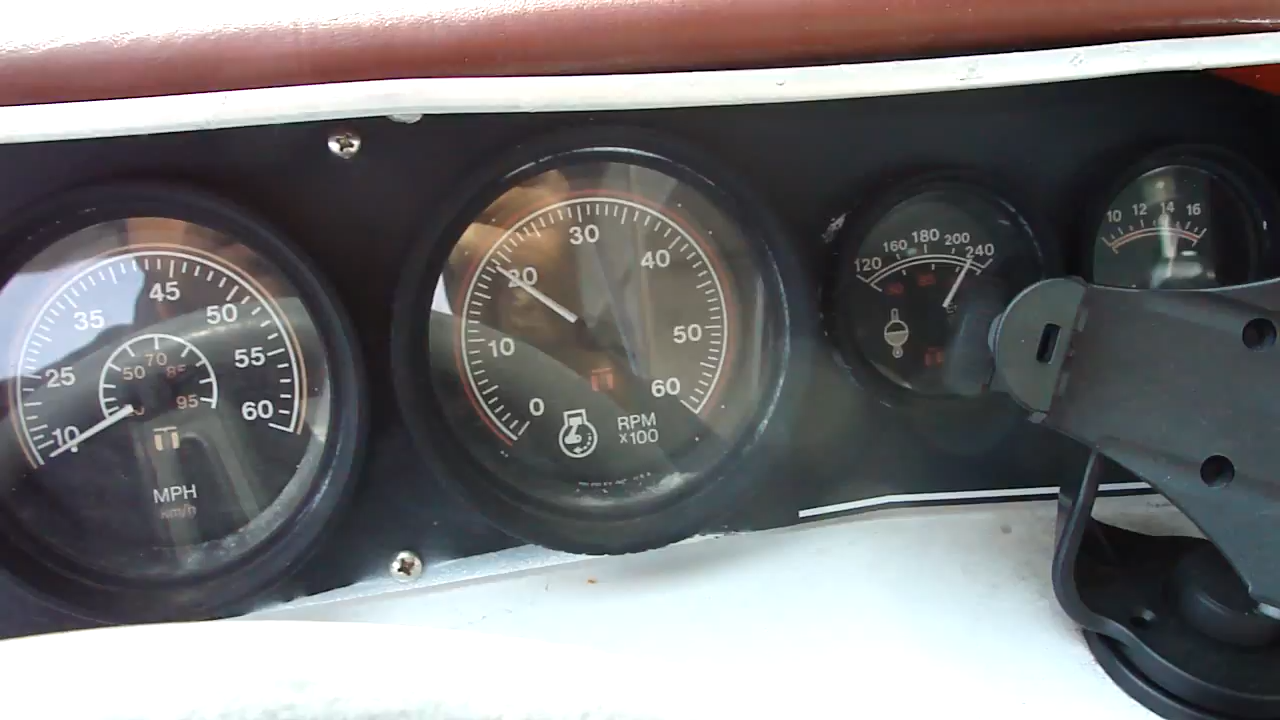 10 25 35 45 50 55 60
50 70 85 95
MPH
km/h
0 10 20 30 40 50 60
RPM
x100
120 160 180 200 240
10 12 14 16